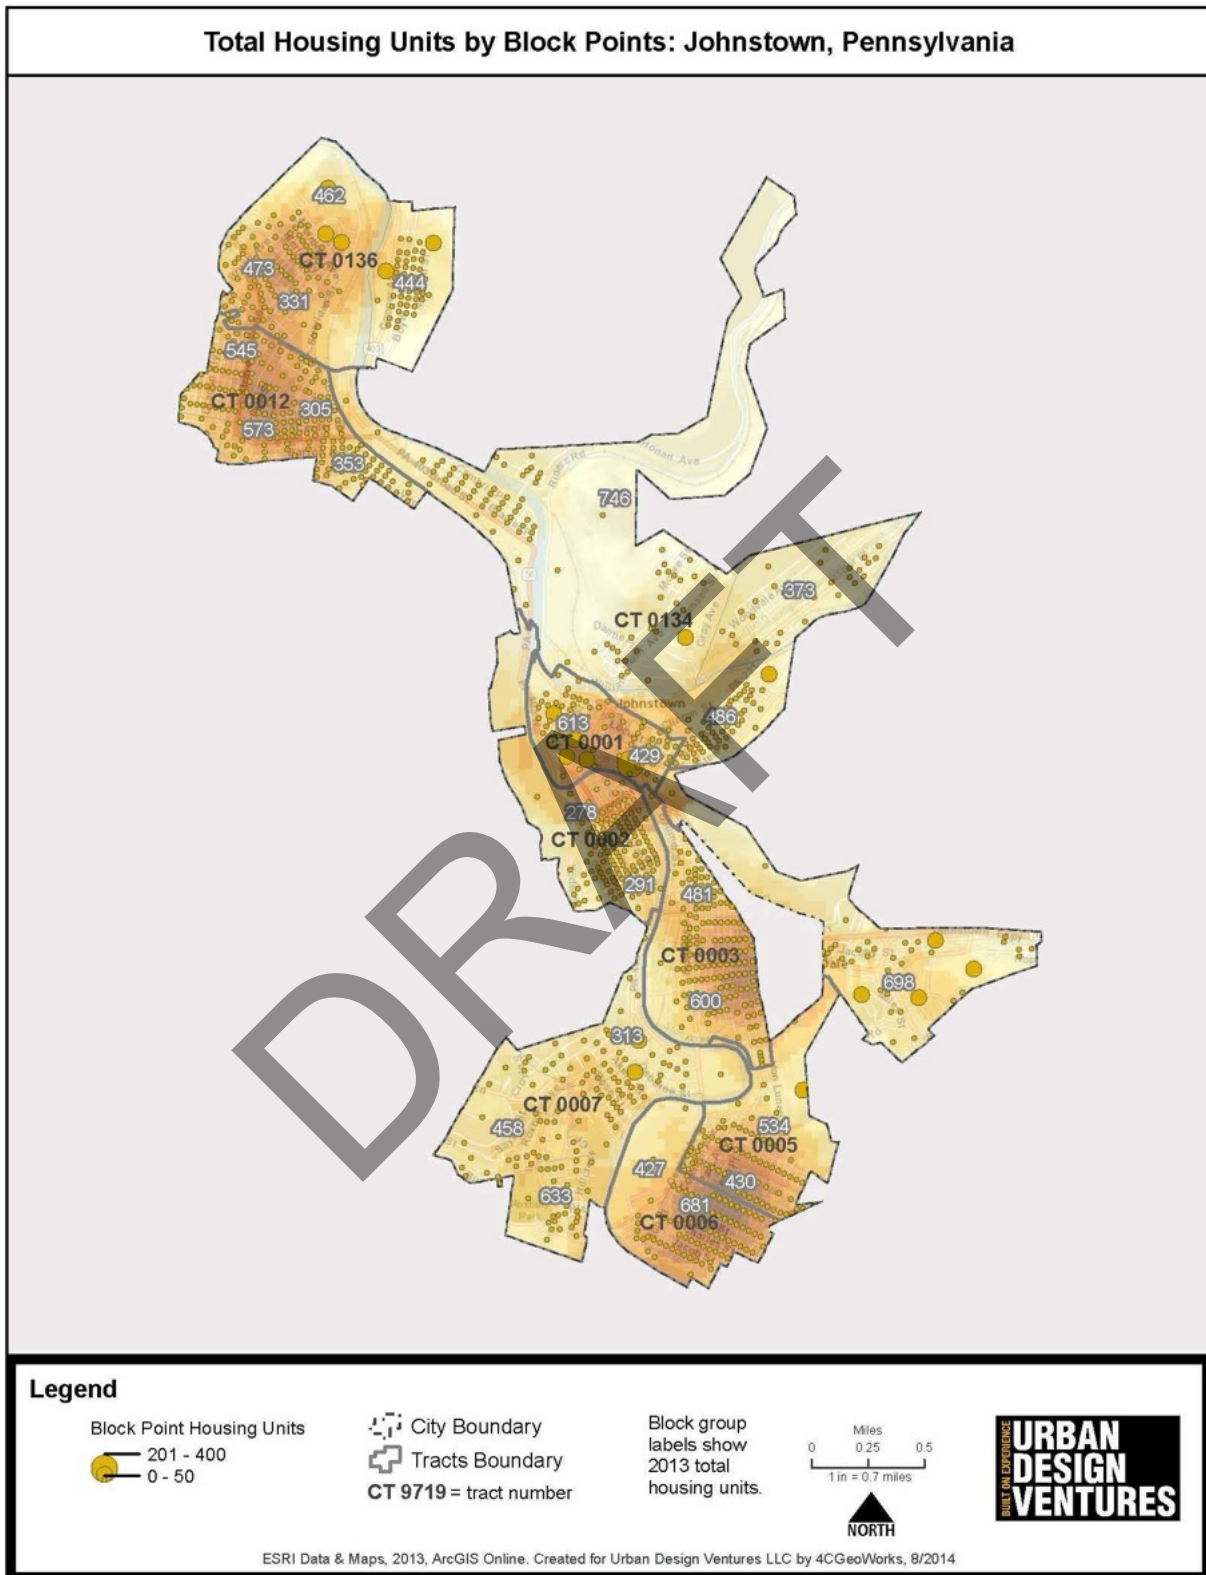 Total Housing Units by Block Points: Johnstown, Pennsylvania
462
473
CT 0136
444
331
545
CT 0012
305
573
353
Riders Rd
746
373
CT 0134
Gray Ave
Johnstown
613
486
CT 0001
429
278
CT 0002
291
481
CT 0003
698
600
313
CT 0007
458
534
CT 0005
427
430
633
681
CT 0006
DRAFT
Legend
Block Point Housing Units
201 - 400
0 - 50
City Boundary
Tracts Boundary
CT 9719 = tract number
Block group
labels show
2013 total
housing units.
Miles
0 0.25 0.5
1 in = 0.7 miles
NORTH
BUILT ON EXPERIENCE
URBAN
DESIGN
VENTURES
ESRI Data & Maps, 2013, ArcGIS Online. Created for Urban Design Ventures LLC by 4CGeoWorks, 8/2014